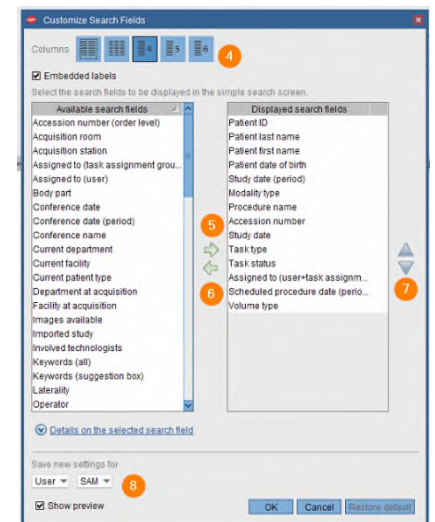 Customize Search Fields
Columns 4 5 6 4
Embedded labels
Select the search fields to be displayed in the simple search screen.
Available search fields
Accession number (order level)
Acquisition room
Acquisition station
Assigned to (task assignment grou...
Assigned to (user)
Body part
Conference date
Conference date (period)
Conference name
Current department
Current facility
Current patient type
Department at acquisition
Facility at acquisition
Images available
Imported study
Involved technologists
Keywords (all)
Keywords (suggestion box)
Laterality
Operator
5
6
Displayed search fields
Patient ID
Patient last name
Patient first name
Patient date of birth
Study date (period)
Modality type
Procedure name
Accession number
Study date
Task type
Task status
Assigned to (user+task assignm...
Scheduled procedure date (perio...
Volume type
7
Details on the selected search field
Save new settings for
User SAM 8
Show preview
OK Cancel Restore default